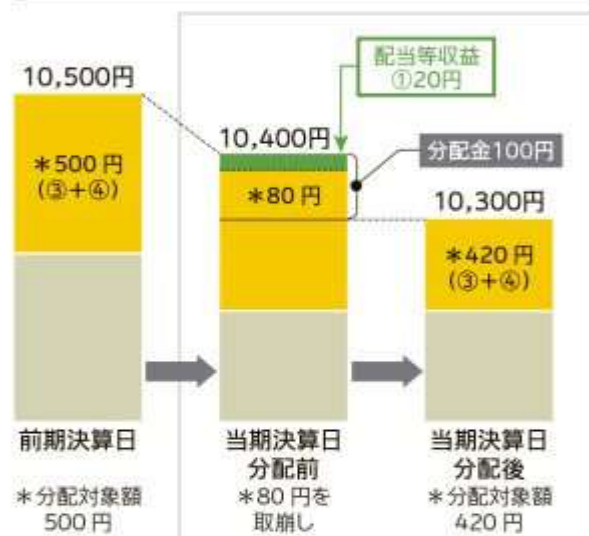 配当等収益
①20円
10,500円
10,400円
分配金100円
*500円
(③+④)
*80円
10,300円
*420円
(③+④)
前期決算日
当期決算日
分配前
当期決算日
分配後
*分配対象額
500円
*80円を
取崩し
*分配対象額
420円